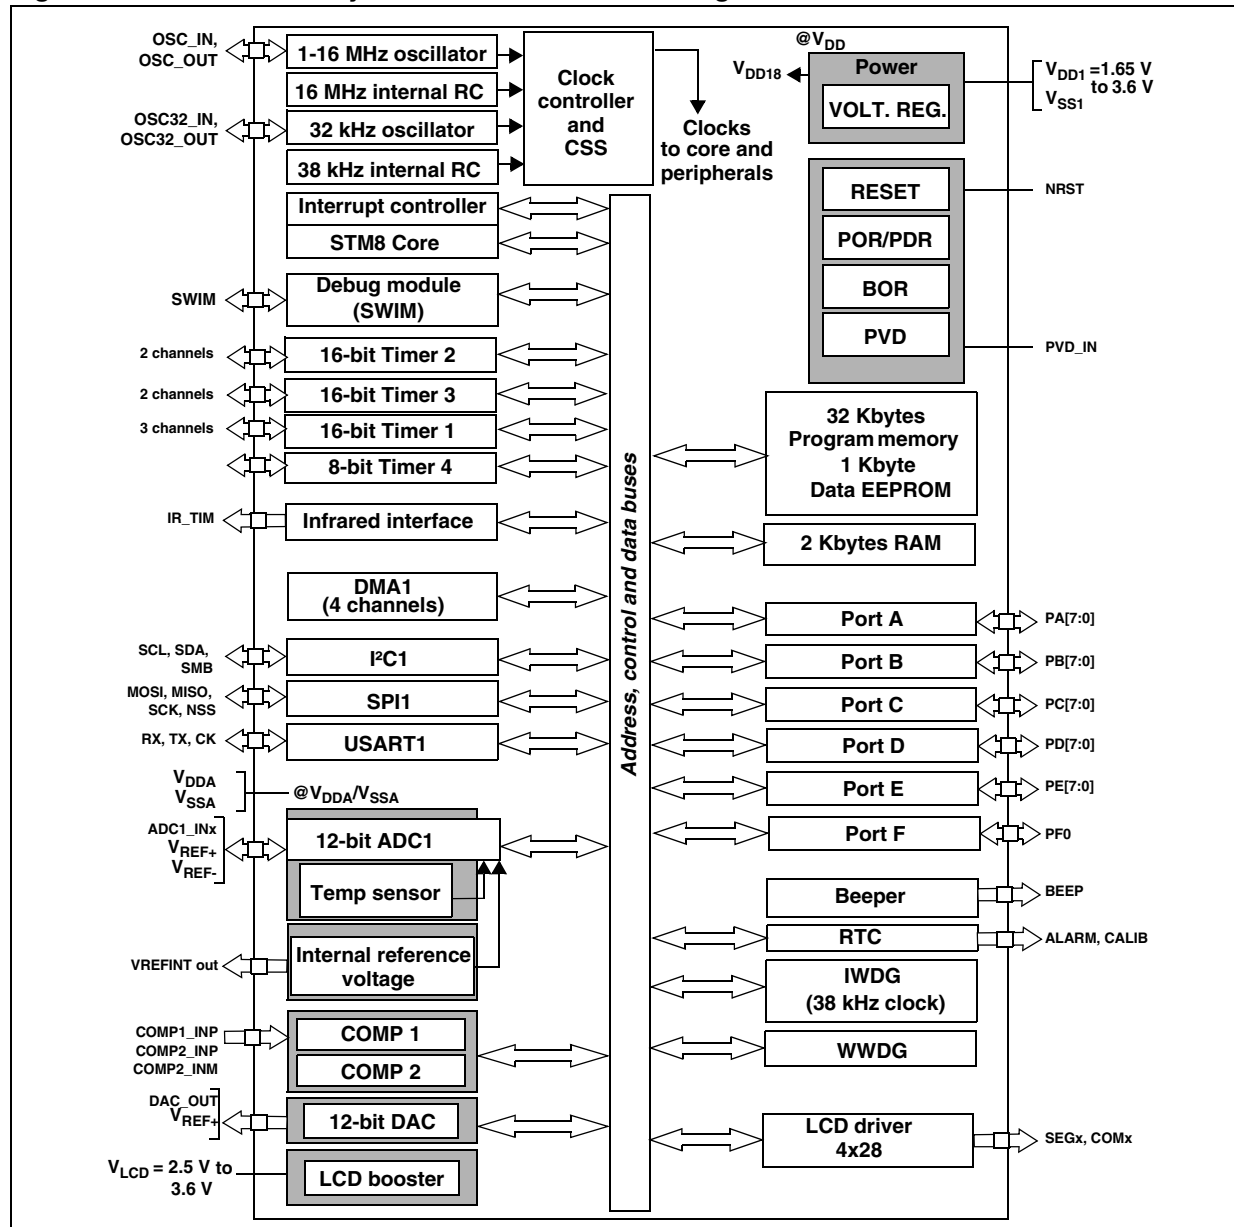 OSC_IN,
OSC_OUT
1-16 MHz oscillator
16 MHz internal RC
OSC32_IN,
OSC32_OUT
32 kHz oscillator
38 kHz internal RC
Clock
controller
and
CSS
Clocks
to core and
peripherals
@VDD
VDD18
Power
VOLT. REG.
VDD1 =1.65 V
to 3.6 V
VSS1
RESET
NRST
POR/PDR
BOR
PVD
PVD_IN
Interrupt controller
STM8 Core
SWIM
Debug module
(SWIM)
2 channels
16-bit Timer 2
2 channels
16-bit Timer 3
3 channels
16-bit Timer 1
8-bit Timer 4
IR_TIM
Infrared interface
DMA1
(4 channels)
SCL, SDA,
SMB
I²C1
MOSI, MISO,
SCK, NSS
SPI1
RX, TX, CK
USART1
VDDA
VSSA
@VDDA/VSSA
ADC1_INx
VREF+
VREF-
12-bit ADC1
Temp sensor
VREFINT out
Internal reference
voltage
COMP1_INP
COMP2_INP
COMP2_INM
COMP 1
COMP 2
DAC_OUT
VREF+
12-bit DAC
VLCD = 2.5 V to
3.6 V
LCD booster
Address, control and data buses
32 Kbytes
Program memory
1 Kbyte
Data EEPROM
2 Kbytes RAM
Port A
PA[7:0]
Port B
PB[7:0]
Port C
PC[7:0]
Port D
PD[7:0]
Port E
PE[7:0]
Port F
PF0
Beeper
BEEP
RTC
ALARM, CALIB
IWDG
(38 kHz clock)
WWDG
LCD driver
4x28
SEGx, COMx